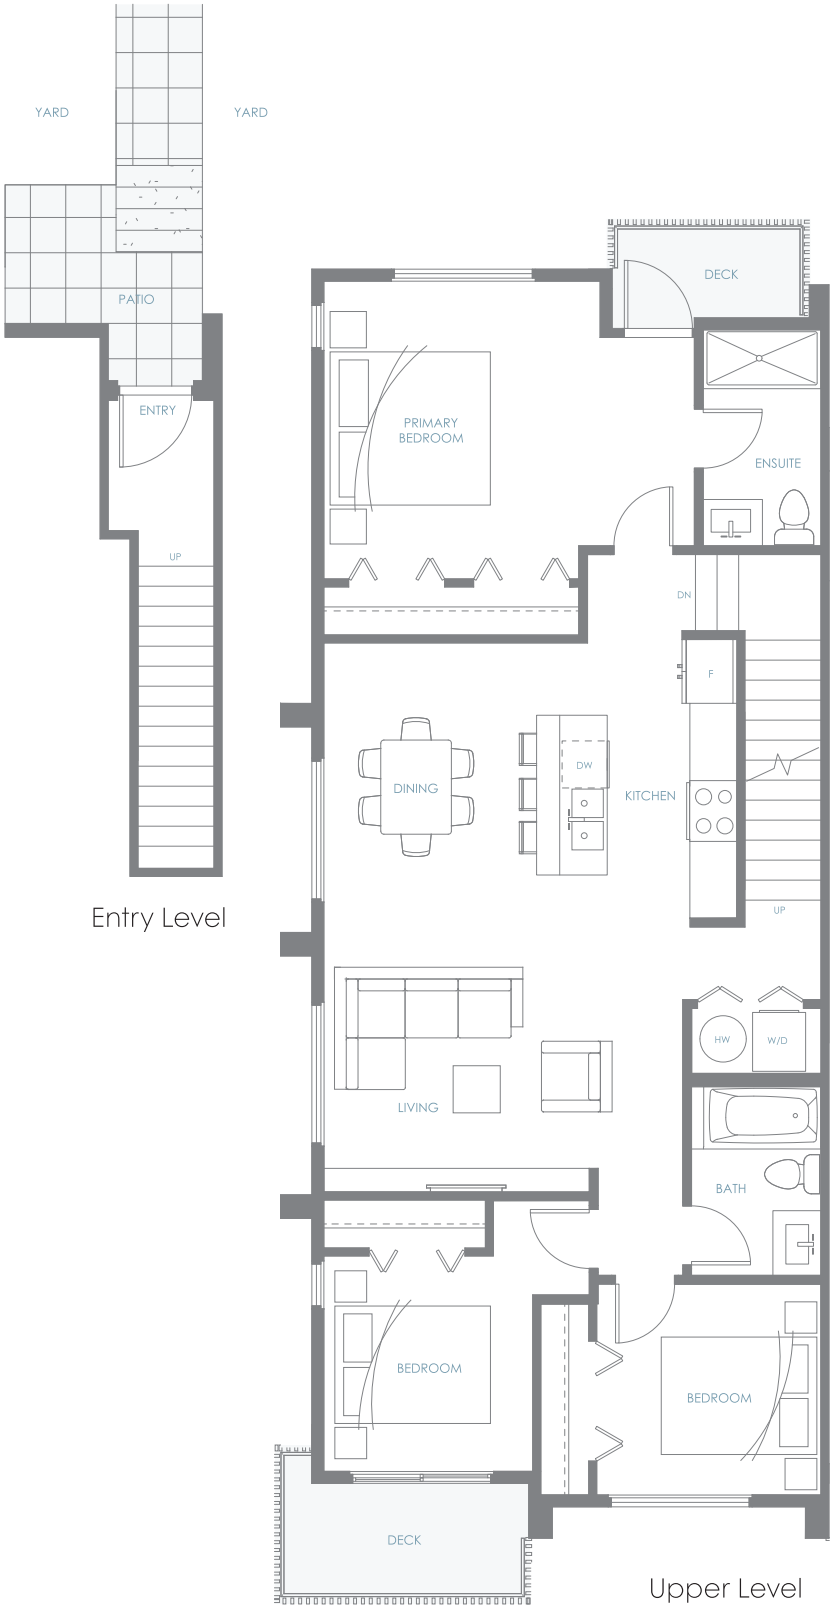 YARD
YARD
PATIO
ENTRY
UP
Entry Level
DECK
PRIMARY
BEDROOM
ENSUITE
DN
F
DW
DINING
KITCHEN
UP
HW
W/D
LIVING
BATH
BEDROOM
BEDROOM
DECK
Upper Level